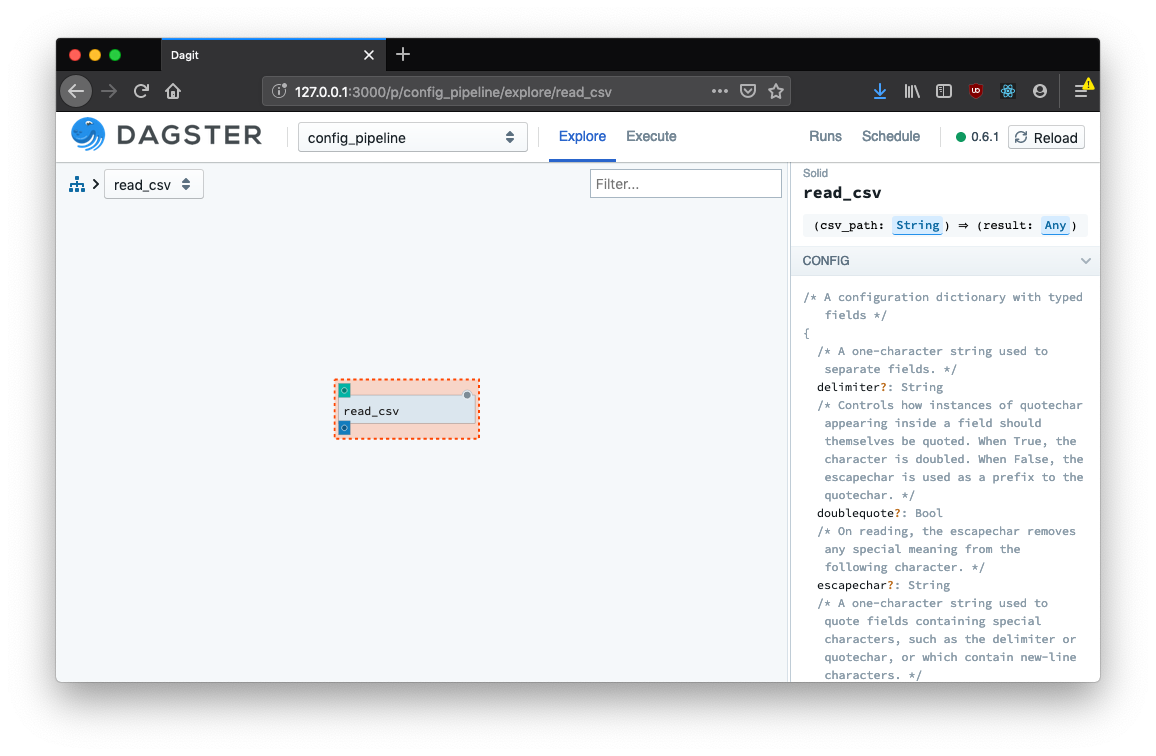 Dagit
127.0.0.1:3000/p/config_pipeline/explore/read_csv
DAGSTER
config_pipeline
Explore
Execute
Runs
Schedule
0.6.1
Reload
read_csv
Filter...
read_csv
Solid
read_csv
(csv_path: String) ⇒ (result: Any)
CONFIG
/* A configuration dictionary with typed
fields */
{
/* A one-character string used to
separate fields. */
delimiter?: String
/* Controls how instances of quotechar
appearing inside a field should
themselves be quoted. When True, the
character is doubled. When False, the
escapechar is used as a prefix to the
quotechar. */
doublequote?: Bool
/* On reading, the escapechar removes
any special meaning from the
following character. */
escapechar?: String
/* A one-character string used to
quote fields containing special
characters, such as the delimiter or
quotechar, or which contain new-line
characters. */